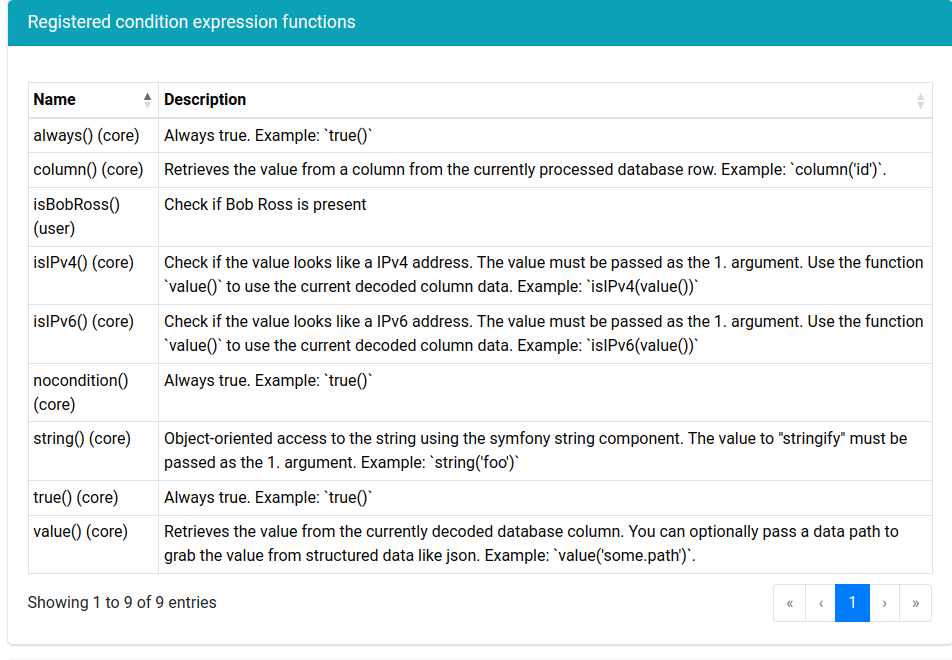 Registered condition expression functions
Name
Description
always() (core)
Always true. Example: `true()`
column() (core)
Retrieves the value from a column from the currently processed database row. Example: `column('id')`.
isBobRoss()
(user)
Check if Bob Ross is present
isIPv4() (core)
Check if the value looks like a IPv4 address. The value must be passed as the 1. argument. Use the function
`value()` to use the current decoded column data. Example: `isIPv4(value())`
isIPv6() (core)
Check if the value looks like a IPv6 address. The value must be passed as the 1. argument. Use the function
`value()` to use the current decoded column data. Example: `isIPv6(value())`
nocondition()
(core)
Always true. Example: `true()`
string() (core)
Object-oriented access to the string using the symfony string component. The value to "stringify" must be
passed as the 1. argument. Example: `string('foo')`
true() (core)
Always true. Example: `true()`
value() (core)
Retrieves the value from the currently decoded database column. You can optionally pass a data path to
grab the value from structured data like json. Example: `value('some.path')`.
Showing 1 to 9 of 9 entries
« ‹ 1 › »